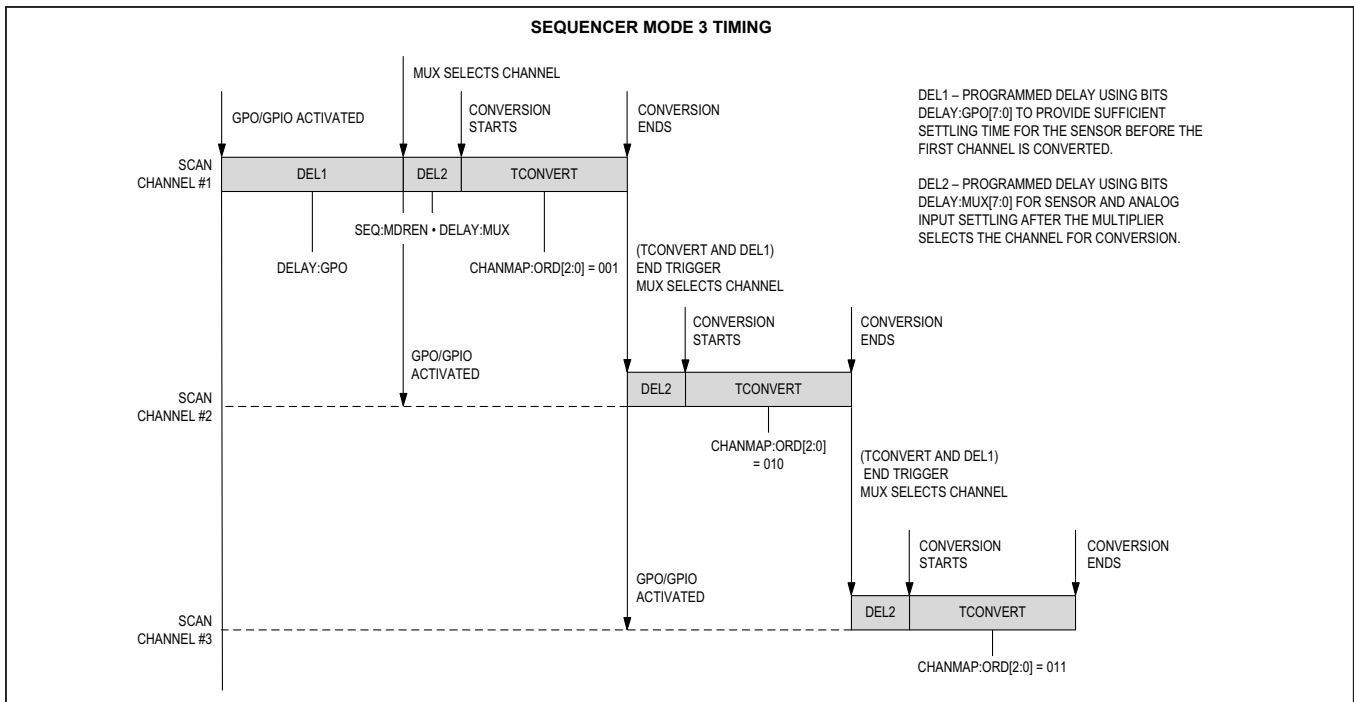 SEQUENCER MODE 3 TIMING
MUX SELECTS CHANNEL
GPO/GPIO ACTIVATED
CONVERSION
STARTS
CONVERSION
ENDS
SCAN
CHANNEL #1
DEL1
DEL2
TCONVERT
SEQ:MDREN • DELAY:MUX
DELAY:GPO
CHANMAP:ORD[2:0] = 001
DEL1 – PROGRAMMED DELAY USING BITS
DELAY:GPO[7:0] TO PROVIDE SUFFICIENT
SETTLING TIME FOR THE SENSOR BEFORE THE
FIRST CHANNEL IS CONVERTED.
DEL2 – PROGRAMMED DELAY USING BITS
DELAY:MUX[7:0] FOR SENSOR AND ANALOG
INPUT SETTLING AFTER THE MULTIPLIER
SELECTS THE CHANNEL FOR CONVERSION.
(TCONVERT AND DEL1)
END TRIGGER
MUX SELECTS CHANNEL
CONVERSION
STARTS
CONVERSION
ENDS
GPO/GPIO
ACTIVATED
SCAN
CHANNEL #2
DEL2
TCONVERT
CHANMAP:ORD[2:0]
= 010
(TCONVERT AND DEL1)
END TRIGGER
MUX SELECTS CHANNEL
CONVERSION
STARTS
CONVERSION
ENDS
GPO/GPIO
ACTIVATED
SCAN
CHANNEL #3
DEL2
TCONVERT
CHANMAP:ORD[2:0] = 011